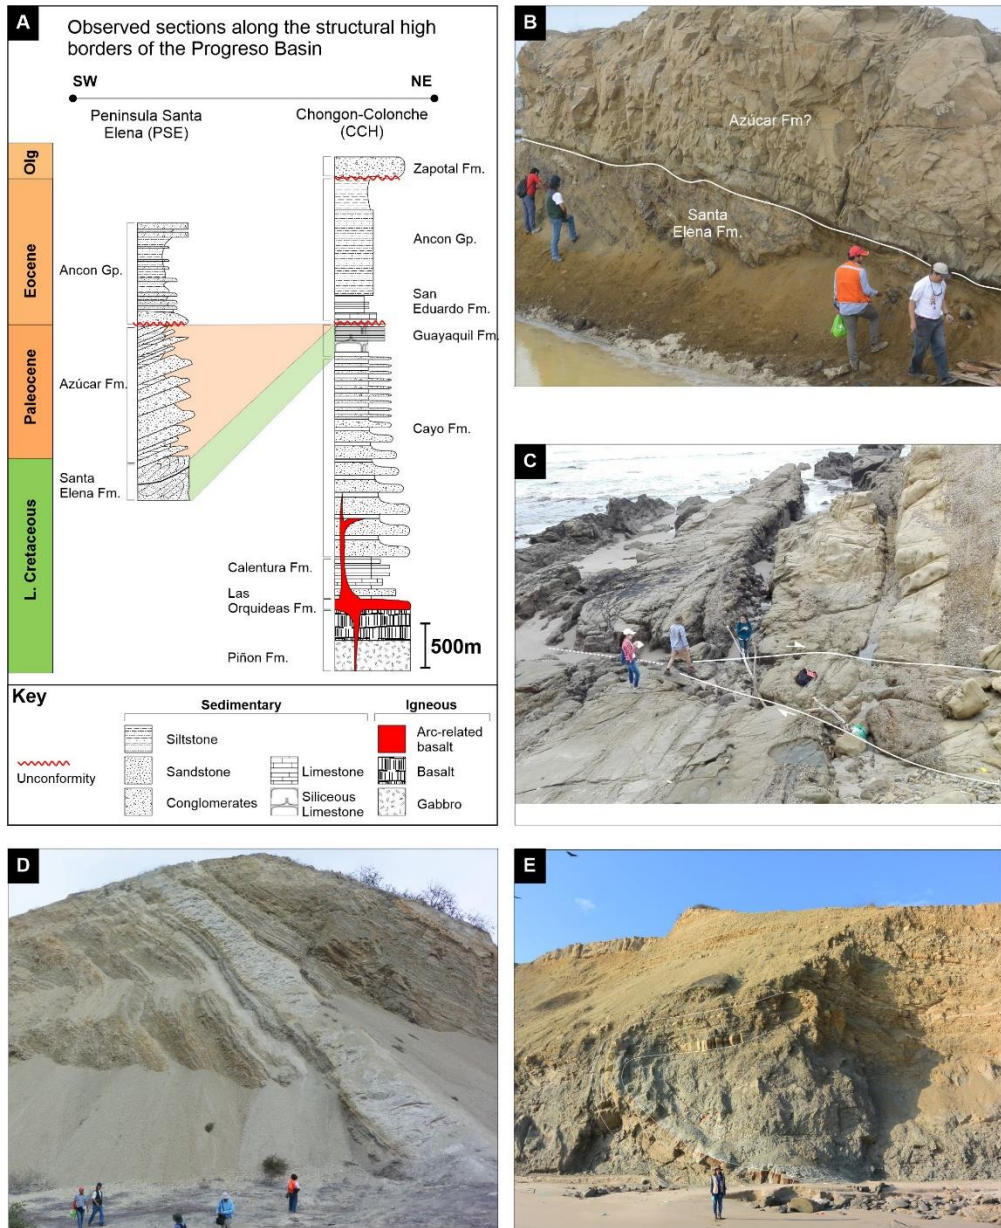 A
Observed sections along the structural high
borders of the Progreso Basin
SW
NE
Peninsula Santa
Elena (PSE)
Chongon-Colonche
(CCH)
Olg
Eocene
Paleocene
L. Cretaceous
Ancon Gp.
Azúcar Fm.
Santa
Elena Fm.
Zapotal Fm.
Ancon Gp.
San
Eduardo Fm.
Guayaquil Fm.
Cayo Fm.
Calentura Fm.
Las
Orquideas Fm.
Piñon Fm.
500m
Key
Sedimentary
Igneous
Unconformity
Siltstone
Sandstone
Conglomerates
Limestone
Siliceous
Limestone
Arc-related
basalt
Basalt
Gabbro
B
Azúcar Fm?
Santa
Elena Fm.
C
D
E